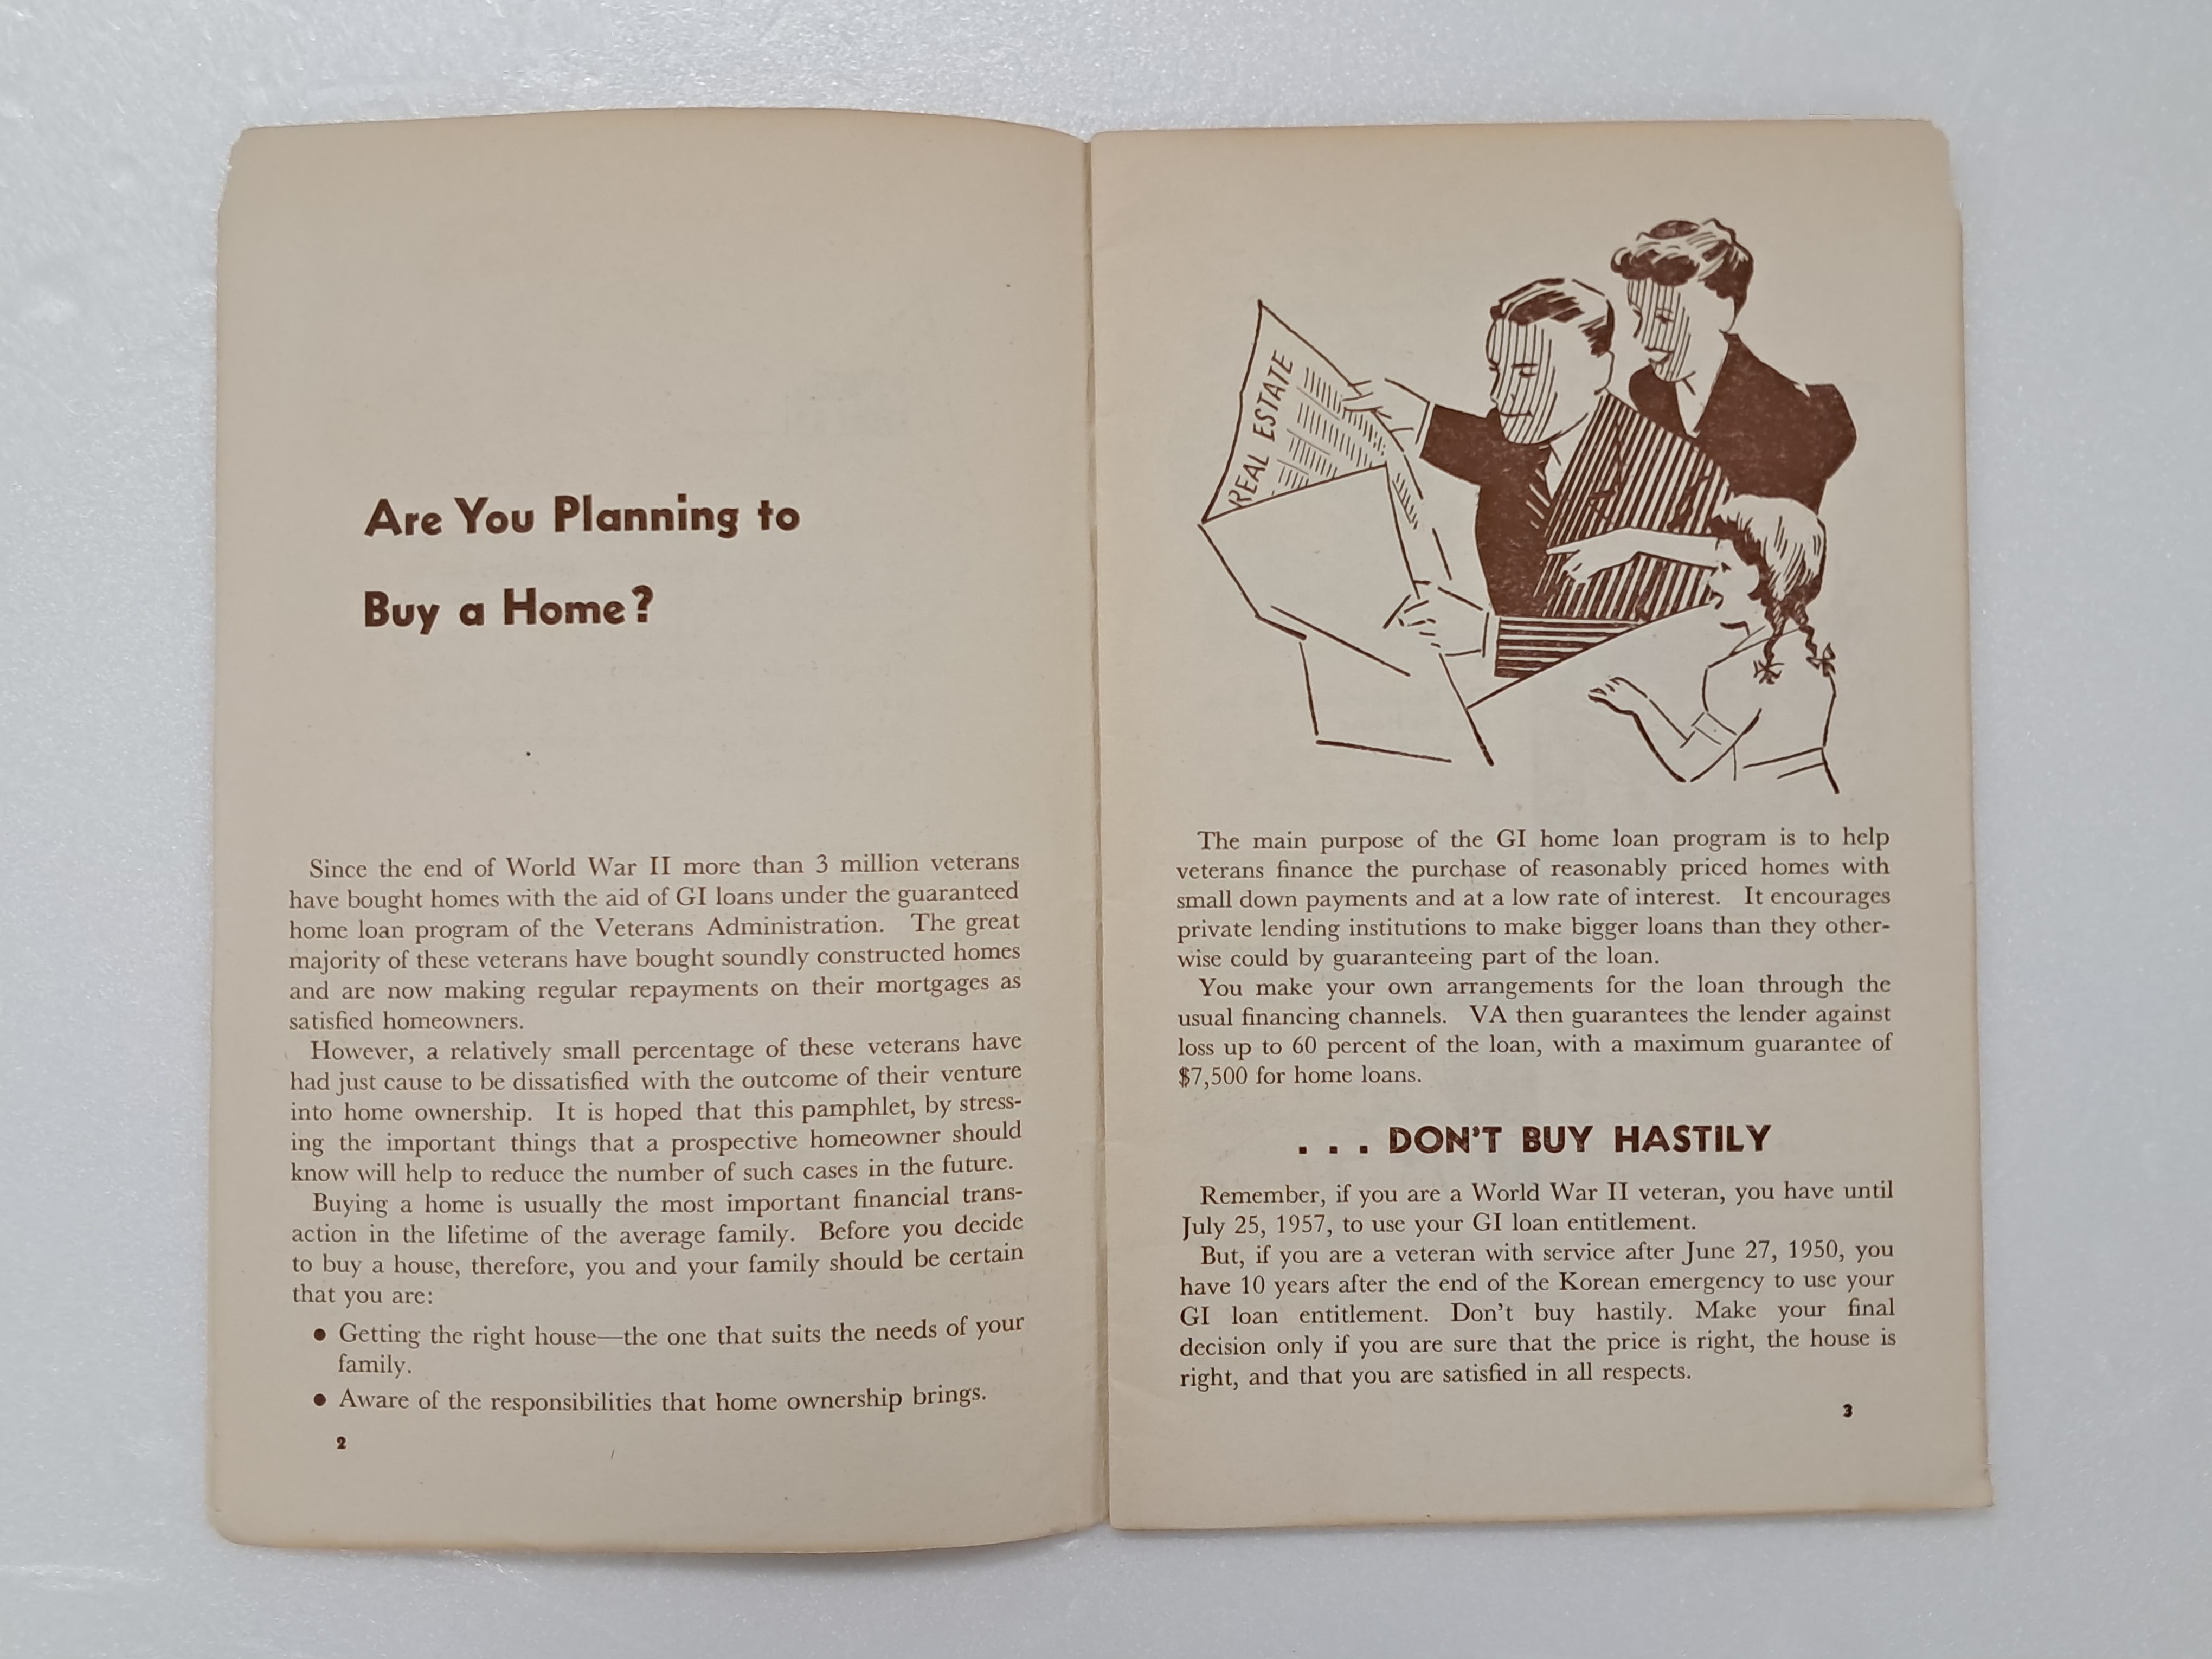 Are You Planning to
Buy a Home?
Since the end of World War II more than 3 million veterans
have bought homes with the aid of GI loans under the guaranteed
home loan program of the Veterans Administration. The great
majority of these veterans have bought soundly constructed homes
and are now making regular repayments on their mortgages as
satisfied homeowners.
However, a relatively small percentage of these veterans have
had just cause to be dissatisfied with the outcome of their venture
into home ownership. It is hoped that this pamphlet, by stress-
ing the important things that a prospective homeowner should
know will help to reduce the number of such cases in the future.
Buying a home is usually the most important financial trans-
action in the lifetime of the average family. Before you decide
to buy a house, therefore, you and your family should be certain
that you are:
● Getting the right house—the one that suits the needs of your
family.
● Aware of the responsibilities that home ownership brings.
2
REAL ESTATE
The main purpose of the GI home loan program is to help
veterans finance the purchase of reasonably priced homes with
small down payments and at a low rate of interest. It encourages
private lending institutions to make bigger loans than they other-
wise could by guaranteeing part of the loan.
You make your own arrangements for the loan through the
usual financing channels. VA then guarantees the lender against
loss up to 60 percent of the loan, with a maximum guarantee of
$7,500 for home loans.
. . . DON'T BUY HASTILY
Remember, if you are a World War II veteran, you have until
July 25, 1957, to use your GI loan entitlement.
But, if you are a veteran with service after June 27, 1950, you
have 10 years after the end of the Korean emergency to use your
GI loan entitlement. Don't buy hastily. Make your final
decision only if you are sure that the price is right, the house is
right, and that you are satisfied in all respects.
3